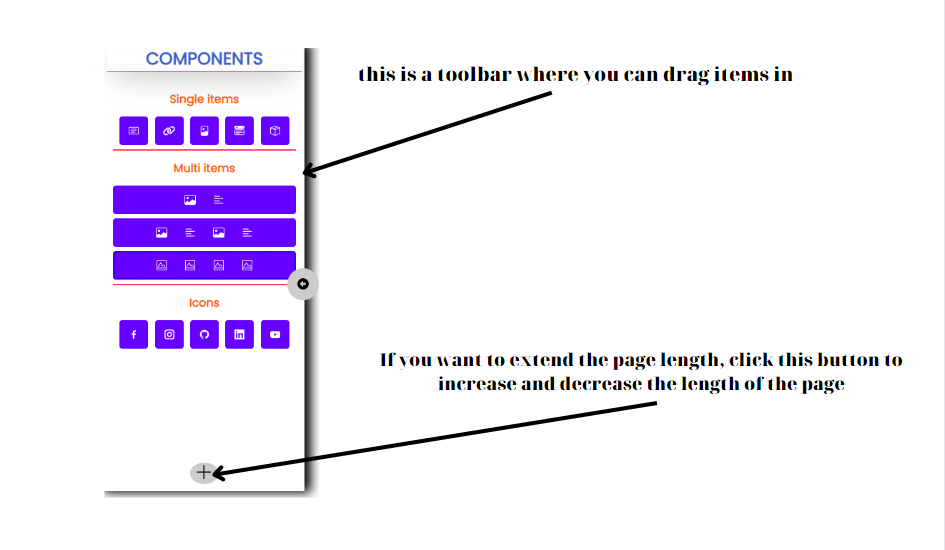 COMPONENTS
this is a toolbar where you can drag items in
Single items
Multi items
Icons
If you want to extend the page length, click this button to
increase and decrease the length of the page